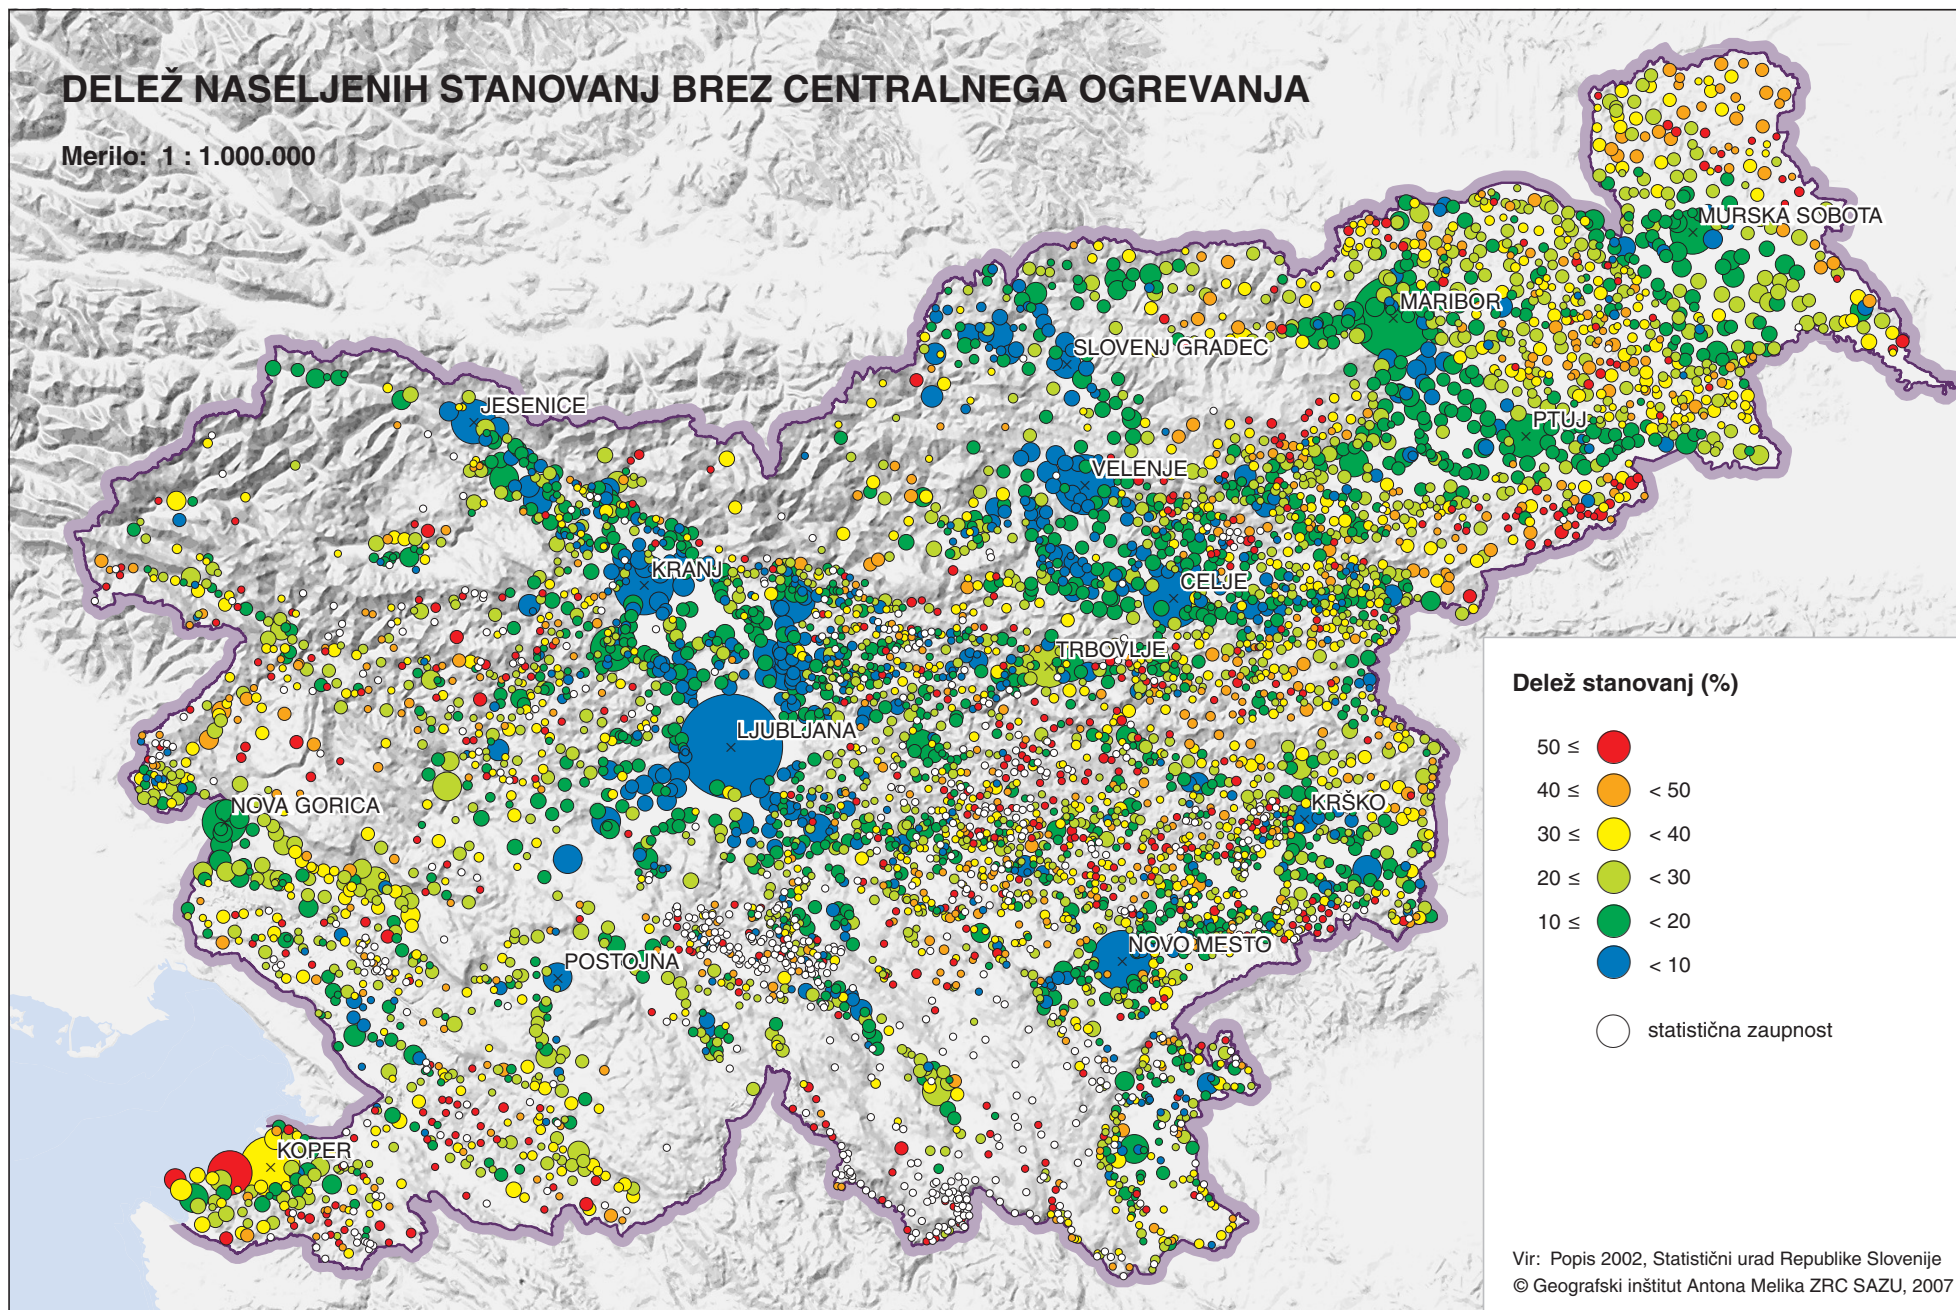 DELEŽ NASELJENIH STANOVANJ BREZ CENTRALNEGA OGREVANJA
Merilo: 1 : 1.000.000
MURSKA SOBOTA
MARIBOR
SLOVENJ GRADEC
JESENICE
PTUJ
VELENJE
KRANJ
CELJE
TRBOVLJE
LJUBLJANA
NOVA GORICA
KRŠKO
NOVO MESTO
POSTOJNA
KOPER
Delež stanovanj (%)
50 ≤
40 ≤ < 50
30 ≤ < 40
20 ≤ < 30
10 ≤ < 20
< 10
statistična zaupnost
Vir: Popis 2002, Statistični urad Republike Slovenije
© Geografski inštitut Antona Melika ZRC SAZU, 2007